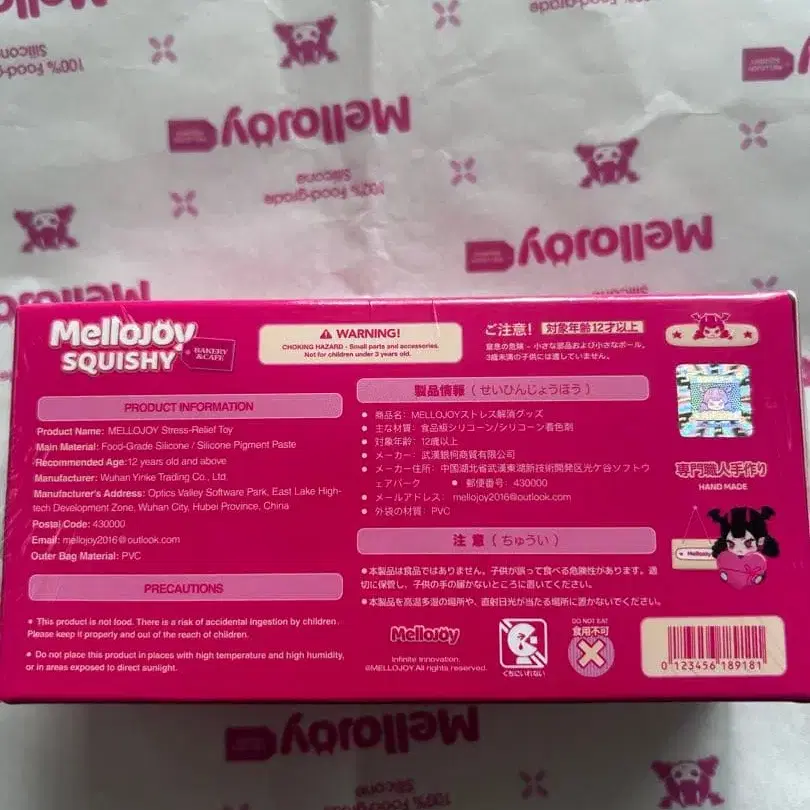 100% Food-grade
Silicone
MelloJoy
100% Food-grade
Silicone
MelloJoy
MelloJoy
SQUISHY
BAKERY
&CAFE
PRODUCT INFORMATION
Product Name: MELLOJOY Stress-Relief Toy
Main Material: Food-Grade Silicone / Silicone Pigment Paste
Recommended Age:12 years old and above
Manufacturer: Wuhan Yinke Trading Co., Ltd.
Manufacturer's Address: Optics Valley Software Park, East Lake High-
tech Development Zone, Wuhan City, Hubei Province, China
Postal Code: 430000
Email: mellojoy2016@outlook.com
Outer Bag Material: PVC
PRECAUTIONS
• This product is not food. There is a risk of accidental ingestion by children.
Please keep it properly and out of the reach of children.
• Do not place this product in places with high temperature and high humidity,
or in areas exposed to direct sunlight.
⚠ WARNING!
CHOKING HAZARD - Small parts and accessories.
Not for children under 3 years old.
ご注意! 対象年齢12才以上
窒息の危険 - 小さな部品および小さなボール。
3歳未満の子供には適していません。
製品情報(せいひんじょうほう)
• 商品名: MELLOJOYストレス解消グッズ
• 主な材質: 食品級シリコーン/シリコーン着色剤
• 対象年齢: 12歳以上
• メーカー: 武漢銀柯商貿有限公司
• メーカー住所: 中国湖北省武漢東湖新技術開発区光ケ谷ソフトウ
ェアパーク • 郵便番号: 430000
• メールアドレス: mellojoy2016@outlook.com
• 外袋の材質: PVC
注意(ちゅうい)
•本製品は食品ではありません。子供が誤って食べる危険性があります。適
切に保管し、子供の手の届かないところに置いてください。
•本製品を高温多湿の場所や、直射日光が当たる場所に置かないでください。
MelloJoy
Infinite Innovation.
@MELLOJOY.All rights reserved.
くちにいれない
DO NOT EAT
食用不可
専門職人手作り
HAND MADE
MelloJoy
0 123456 189181
MelloJoy
100% Food-grade
Silicone